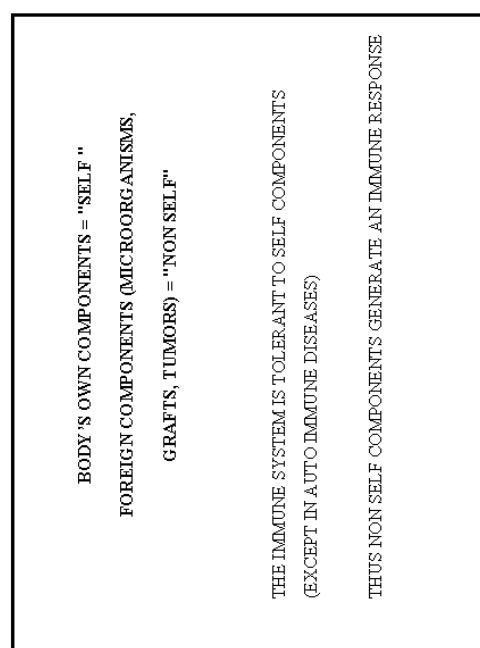 BODY'S OWN COMPONENTS = "SELF "
FOREIGN COMPONENTS (MICROORGANISMS,
GRAFTS, TUMORS) = "NON SELF"
THE IMMUNE SYSTEM IS TOLERANT TO SELF COMPONENTS
(EXCEPT IN AUTO IMMUNE DISEASES)
THUS NON SELF COMPONENTS GENERATE AN IMMUNE RESPONSE